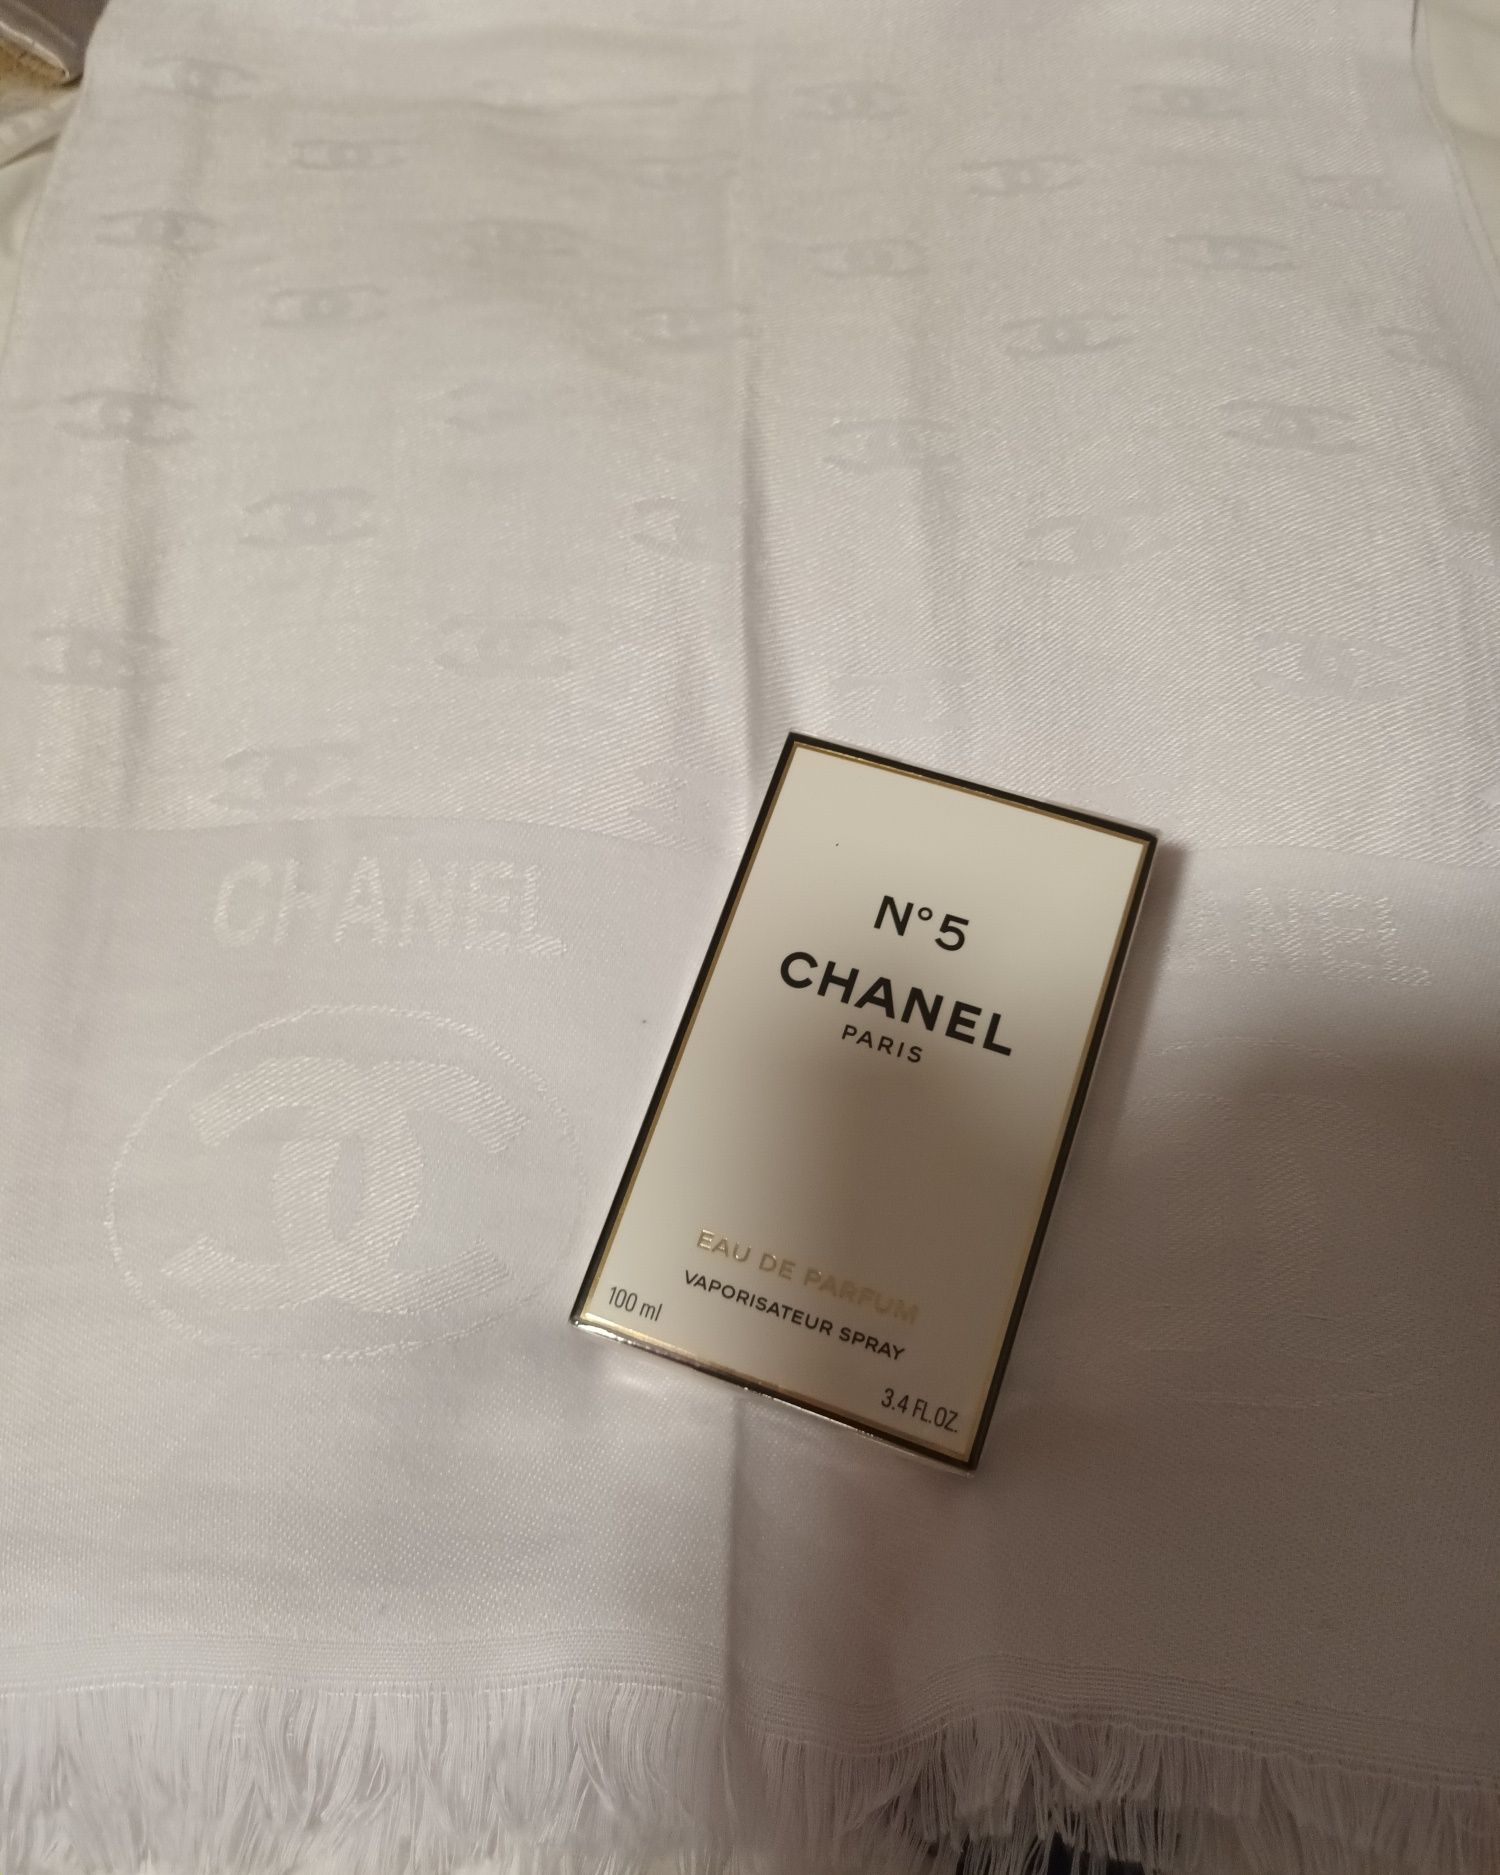 CHANEL
N°5
CHANEL
PARIS
EAU DE PARFUM
VAPORISATEUR SPRAY
100 ml
3.4 FL.OZ.